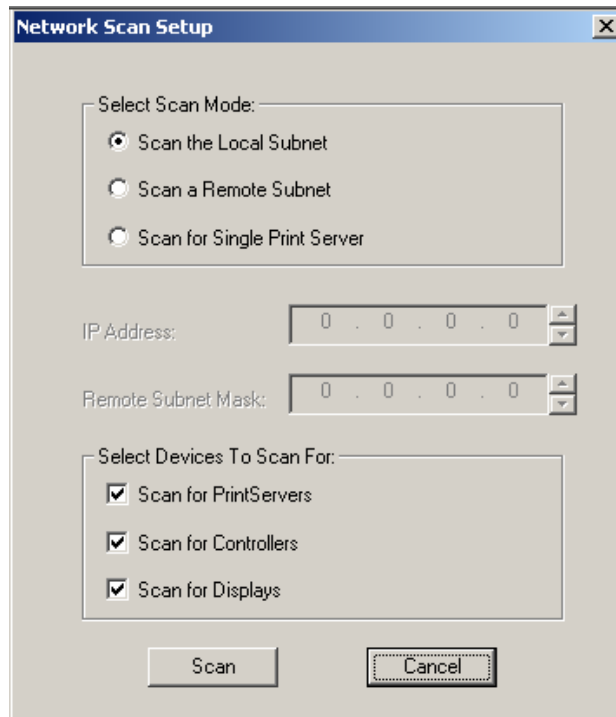 Network Scan Setup
Select Scan Mode:
Scan the Local Subnet
Scan a Remote Subnet
Scan for Single Print Server
IP Address: 0 . 0 . 0 . 0
Remote Subnet Mask: 0 . 0 . 0 . 0
Select Devices To Scan For:
Scan for PrintServers
Scan for Controllers
Scan for Displays
Scan Cancel